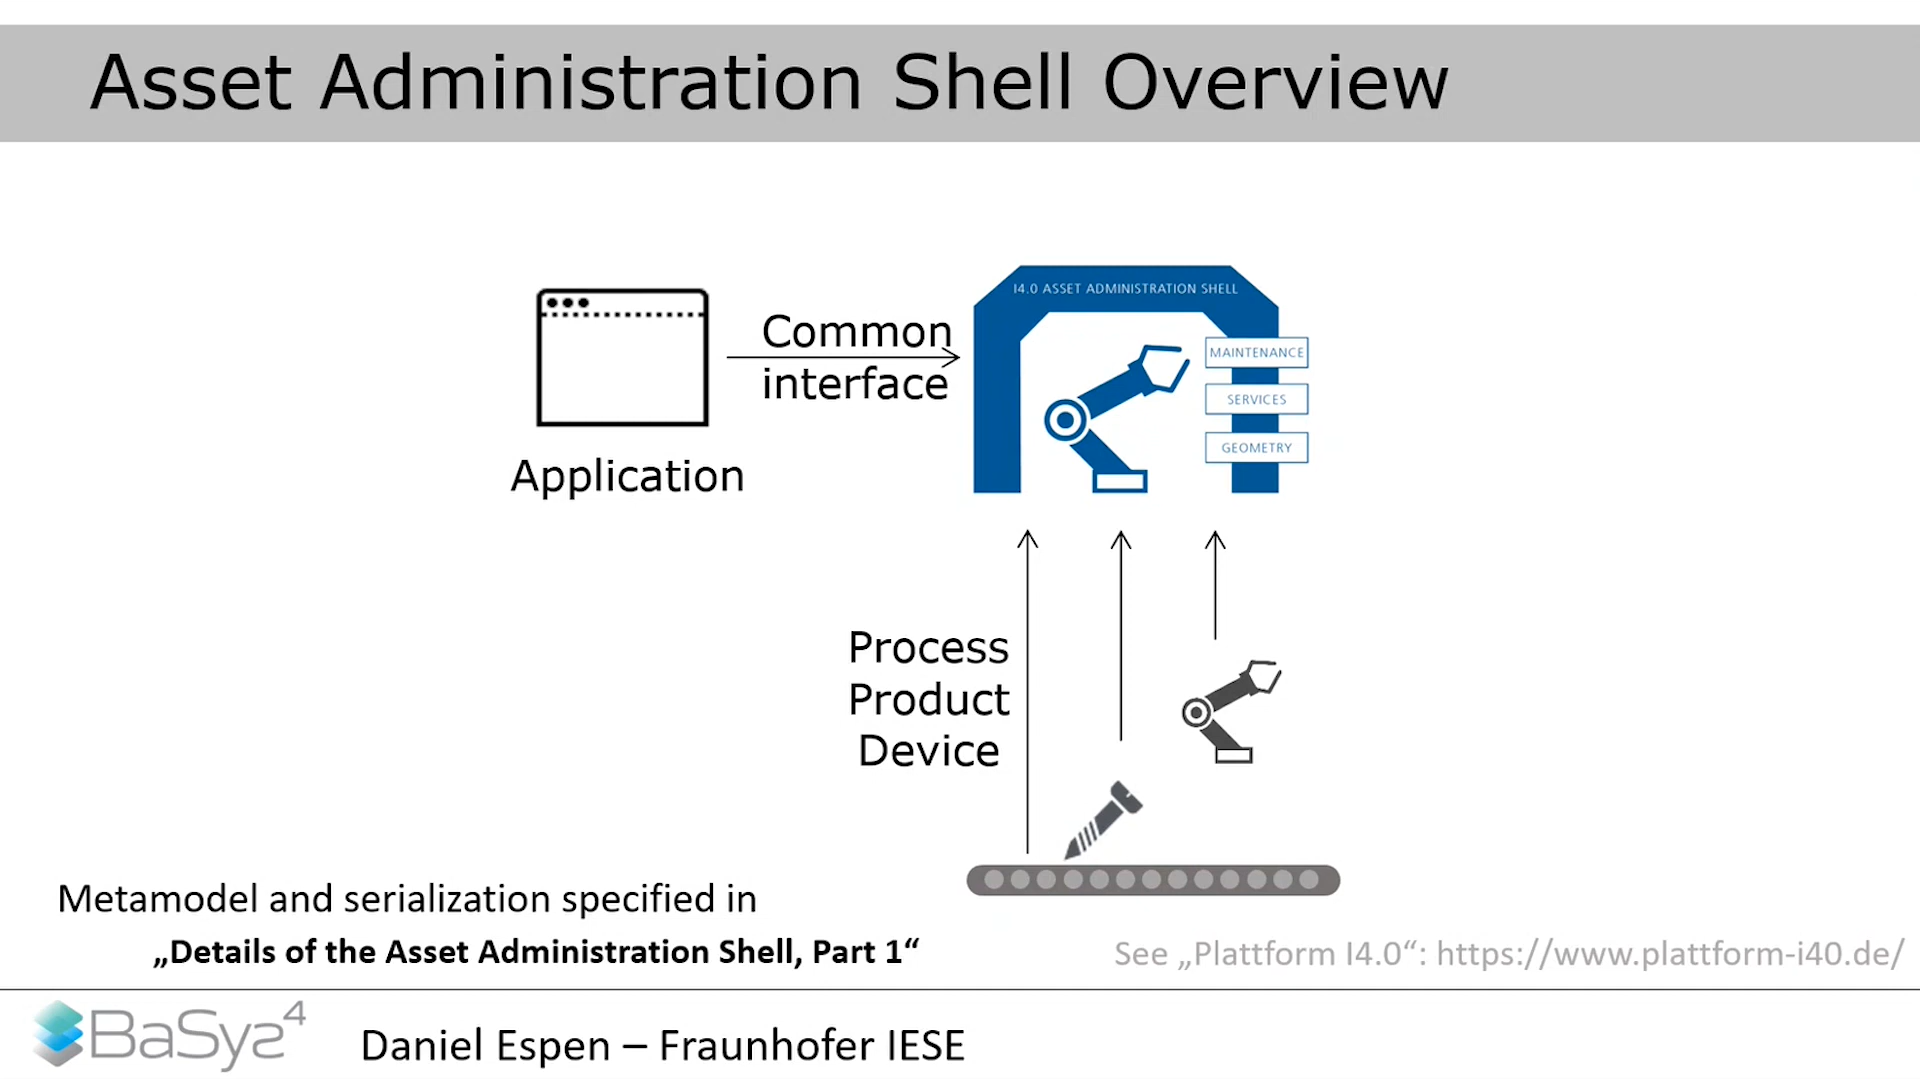 Asset Administration Shell Overview
I4.0 ASSET ADMINISTRATION SHELL
Common
interface
MAINTENANCE
SERVICES
GEOMETRY
Application
Process
Product
Device
Metamodel and serialization specified in
„Details of the Asset Administration Shell, Part 1“
See „Plattform I4.0“: https://www.plattform-i40.de/
BaSys4
Daniel Espen – Fraunhofer IESE